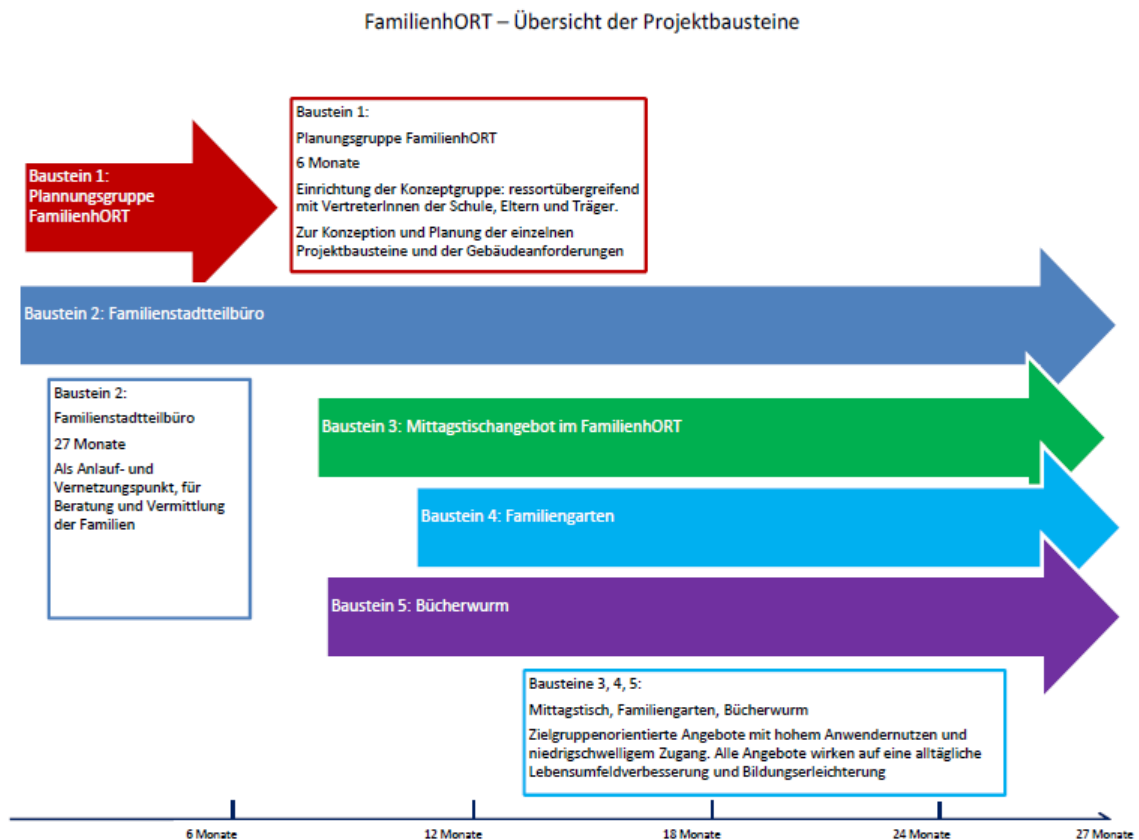 FamilienhORT – Übersicht der Projektbausteine
Baustein 1:
Plannungsgruppe
FamilienhORT
Baustein 1:
Planungsgruppe FamilienhORT
6 Monate
Einrichtung der Konzeptgruppe: ressortübergreifend
mit VertreterInnen der Schule, Eltern und Träger.
Zur Konzeption und Planung der einzelnen
Projektbausteine und der Gebäudeanforderungen
Baustein 2: Familienstadtteilbüro
Baustein 2:
Familienstadtteilbüro
27 Monate
Als Anlauf- und
Vernetzungspunkt, für
Beratung und Vermittlung
der Familien
Baustein 3: Mittagstischangebot im FamilienhORT
Baustein 4: Familiengarten
Baustein 5: Bücherwurm
Bausteine 3, 4, 5:
Mittagstisch, Familiengarten, Bücherwurm
Zielgruppenorientierte Angebote mit hohem Anwendernutzen und
niedrigschwelligem Zugang. Alle Angebote wirken auf eine alltägliche
Lebensumfeldverbesserung und Bildungserleichterung
6 Monate
12 Monate
18 Monate
24 Monate
27 Monate